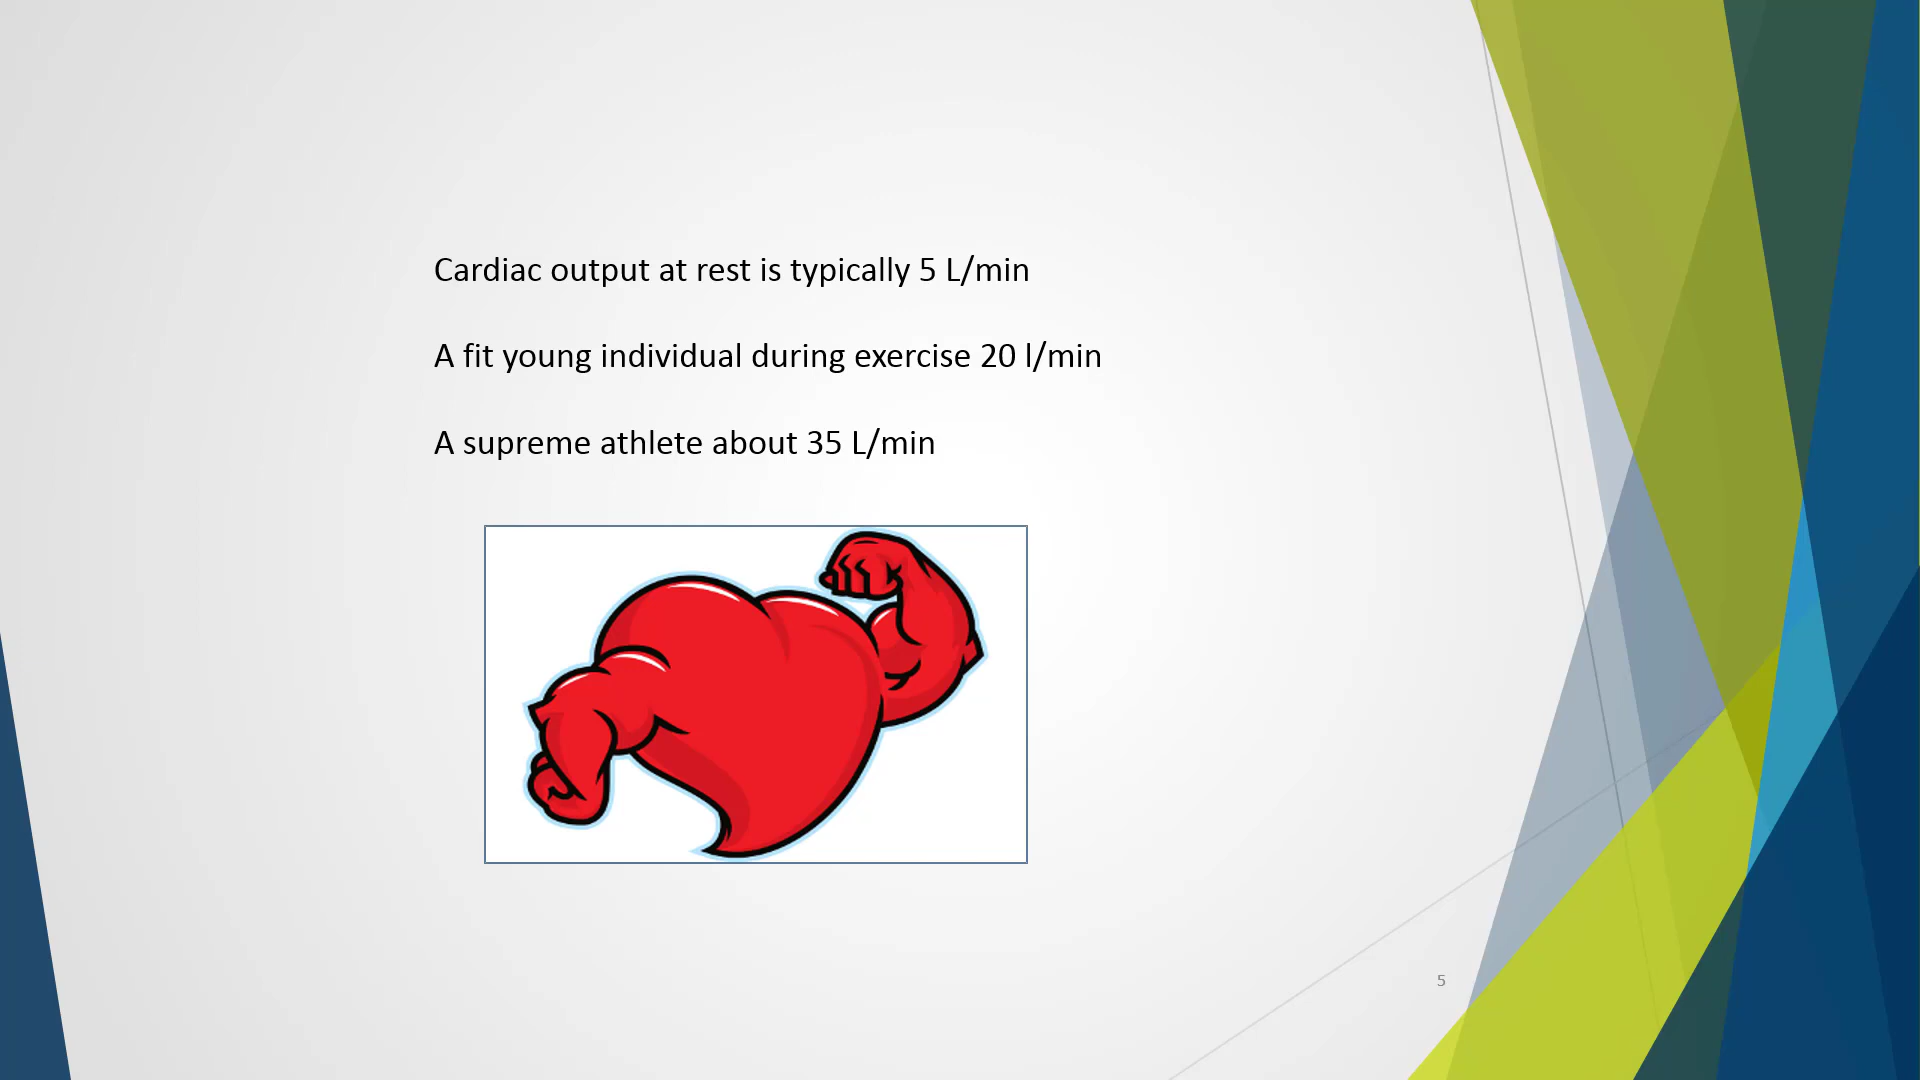 Cardiac output at rest is typically 5 L/min
A fit young individual during exercise 20 l/min
A supreme athlete about 35 L/min
5